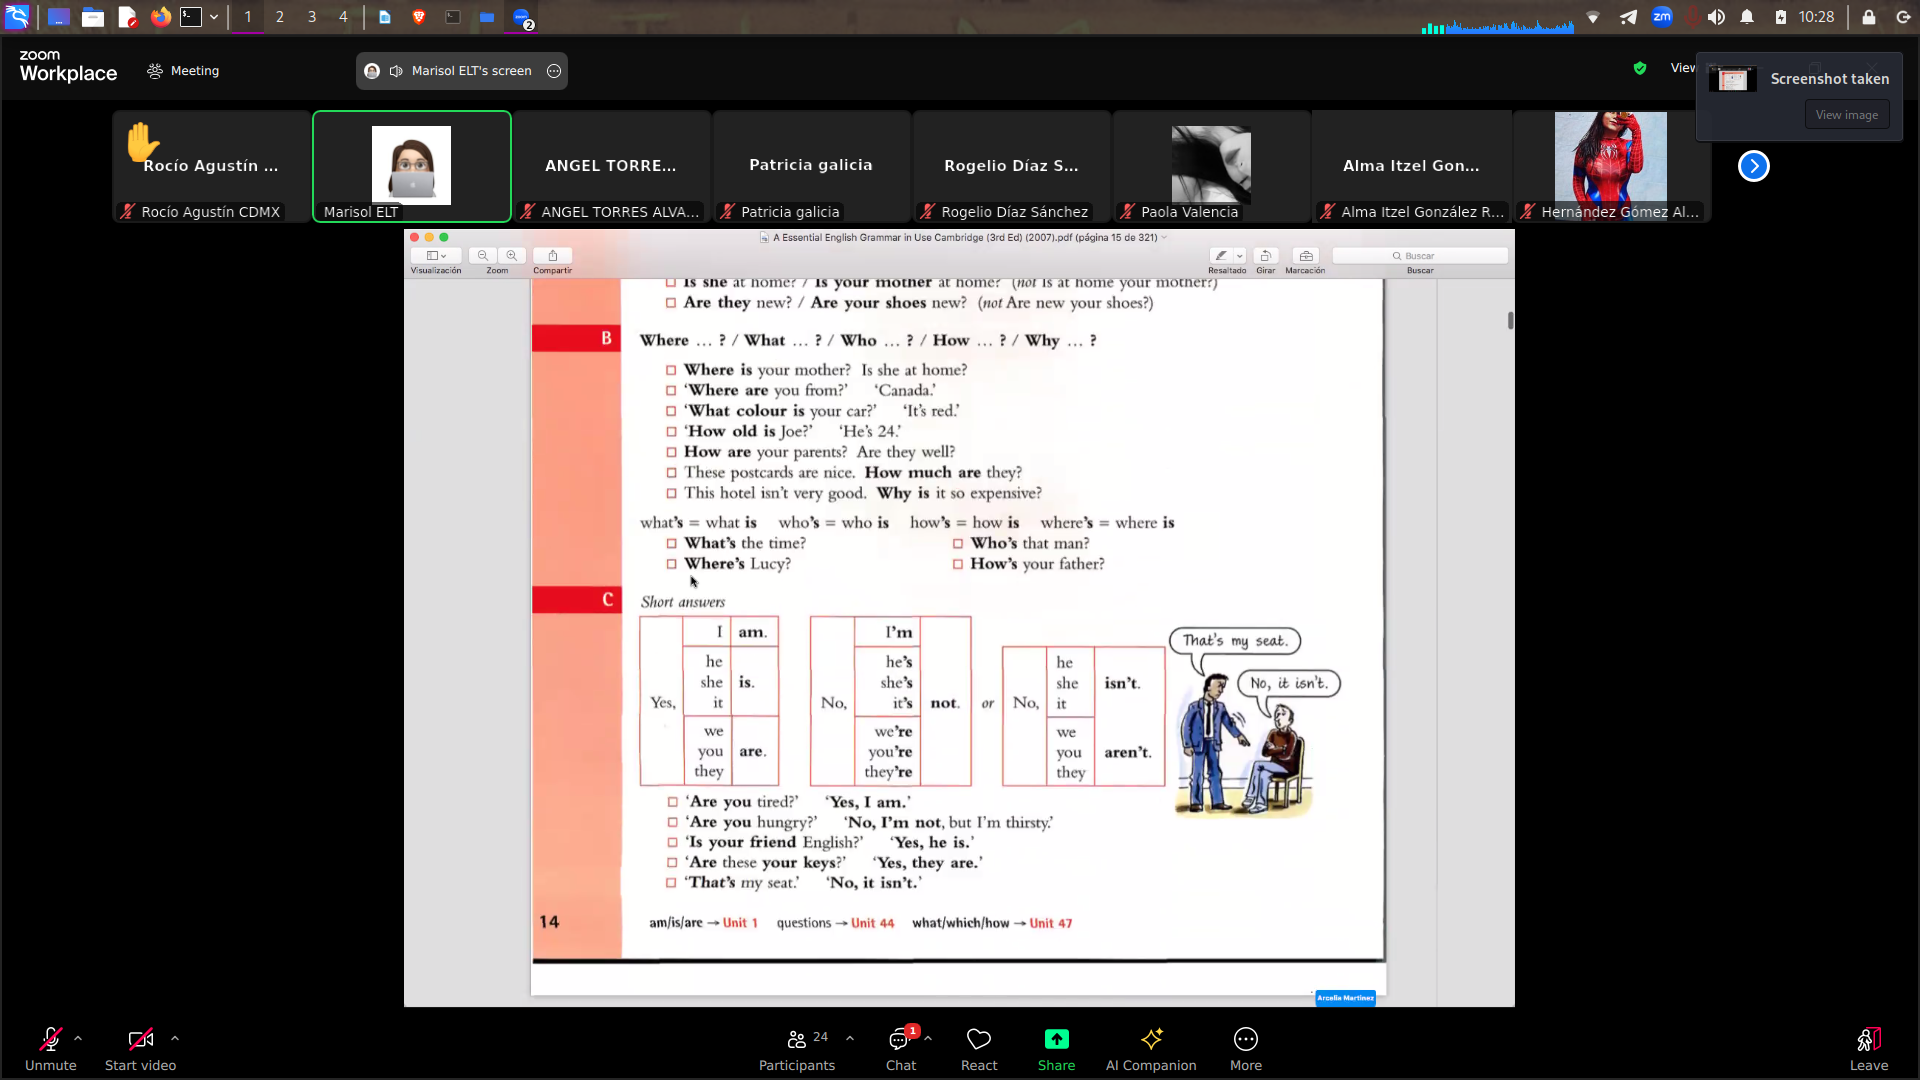 1 2 3 4 2 zm 10:28
zoom
Workplace
Meeting
Marisol ELT's screen
View
Screenshot taken
View image
Rocío Agustín ...
Rocío Agustín CDMX
Marisol ELT
ANGEL TORRE...
ANGEL TORRES ALVA...
Patricia galicia
Patricia galicia
Rogelio Díaz S...
Rogelio Díaz Sánchez
Paola Valencia
Alma Itzel Gon...
Alma Itzel González R...
Hernández Gómez Al...
A Essential English Grammar in Use Cambridge (3rd Ed) (2007).pdf (página 15 de 321)
Visualización Zoom Compartir Resaltado Girar Marcación Buscar
Buscar
Is she at home? / Is your mother at home? (not Is at home your mother?)
Are they new? / Are your shoes new? (not Are new your shoes?)
B
Where ... ? / What ... ? / Who ... ? / How ... ? / Why ... ?
Where is your mother? Is she at home?
‘Where are you from?’ ‘Canada.’
‘What colour is your car?’ ‘It’s red.’
‘How old is Joe?’ ‘He’s 24.’
How are your parents? Are they well?
These postcards are nice. How much are they?
This hotel isn’t very good. Why is it so expensive?
what’s = what is who’s = who is how’s = how is where’s = where is
What’s the time? Who’s that man?
Where’s Lucy? How’s your father?
C
Short answers
Yes,
I am.
he
she is.
it
we
you are.
they
No,
I’m
he’s
she’s
it’s
we’re
you’re
they’re
not.
or
No,
he
she isn’t.
it
we
you aren’t.
they
That's my seat.
No, it isn't.
‘Are you tired?’ ‘Yes, I am.’
‘Are you hungry?’ ‘No, I’m not, but I’m thirsty.’
‘Is your friend English?’ ‘Yes, he is.’
‘Are these your keys?’ ‘Yes, they are.’
‘That’s my seat.’ ‘No, it isn’t.’
14
am/is/are → Unit 1 questions → Unit 44 what/which/how → Unit 47
Arcelia Martinez
Unmute
Start video
Participants 24
Chat 1
React
Share
AI Companion
More
Leave